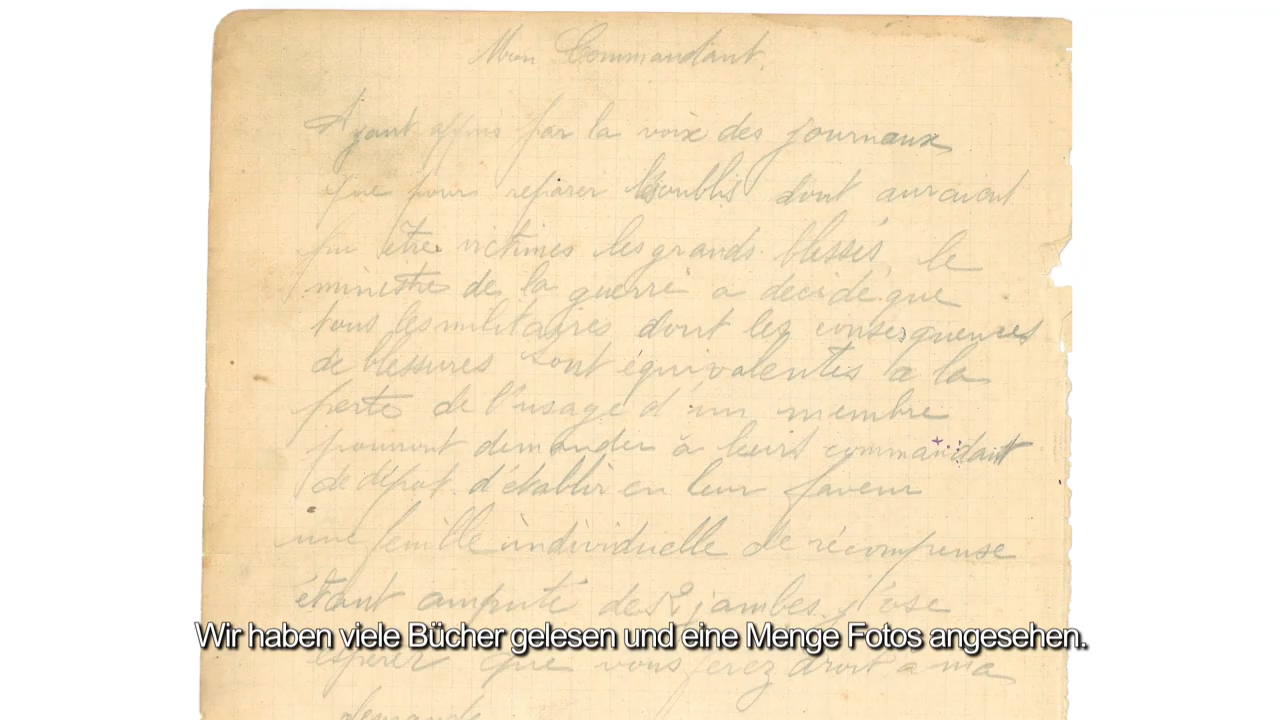 Mon Commandant.
Ayant appris par la voix des journaux
que pour réparer les oublis dont auraient
pu être victimes les grands blessés, le
ministre de la guerre a décidé que
tous les militaires dont les consequences
de blessures sont équivalentes a la
perte de l'usage d'un membre
pourront demander à leurs commandant
de dépot d'établir en leur faveur
une feuille individuelle de récompense
étant amputé des 2 jambes j'ose
Wir haben viele Bücher gelesen und eine Menge Fotos angesehen.
espérer que vous ferez droit à ma
demande